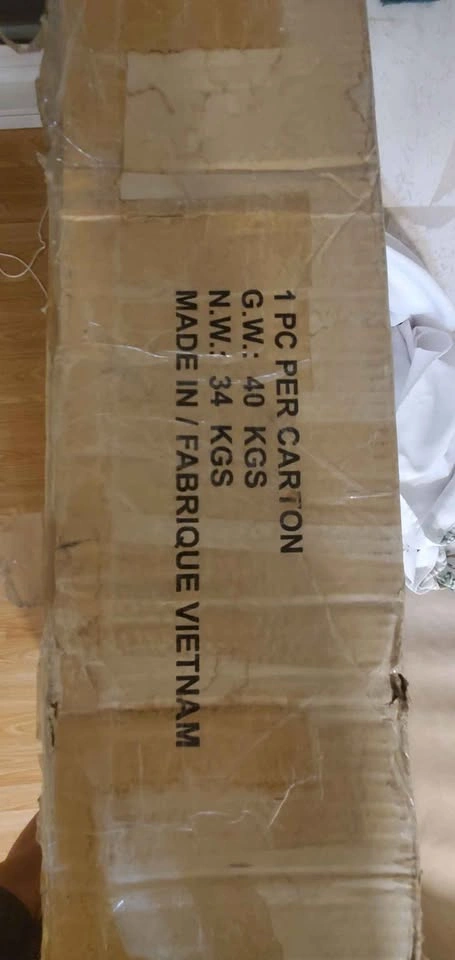 1 PC PER CARTON
G.W.: 40 KGS
N.W.: 34 KGS
MADE IN / FABRIQUE VIETNAM